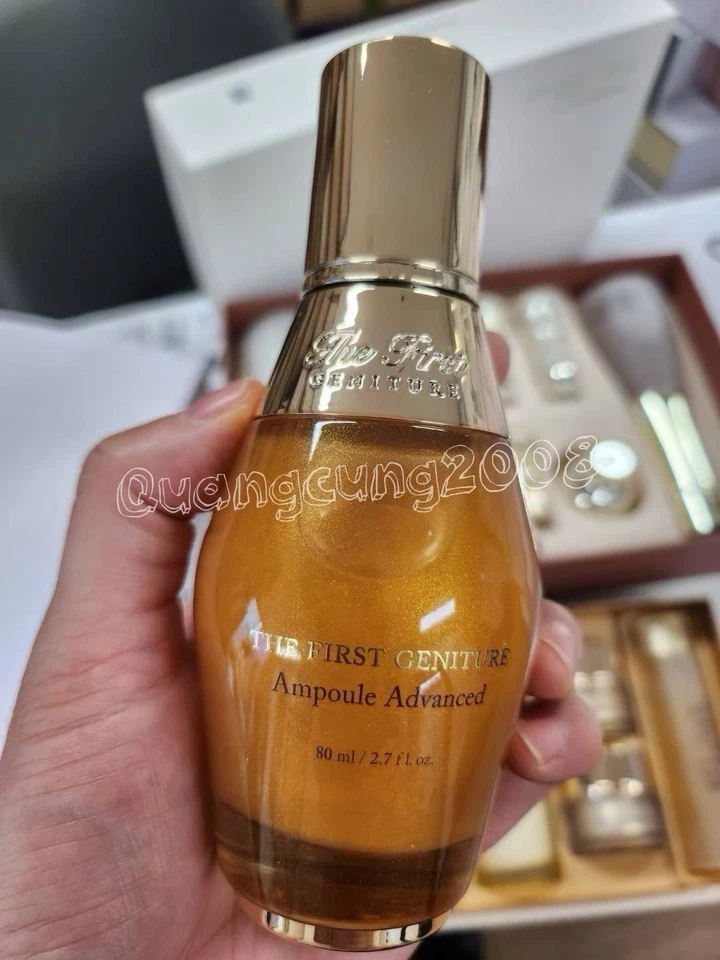 The First
GENITURE
Quangcung2008
THE FIRST GENITURE
Ampoule Advanced
80 ml / 2.7 fl. oz.